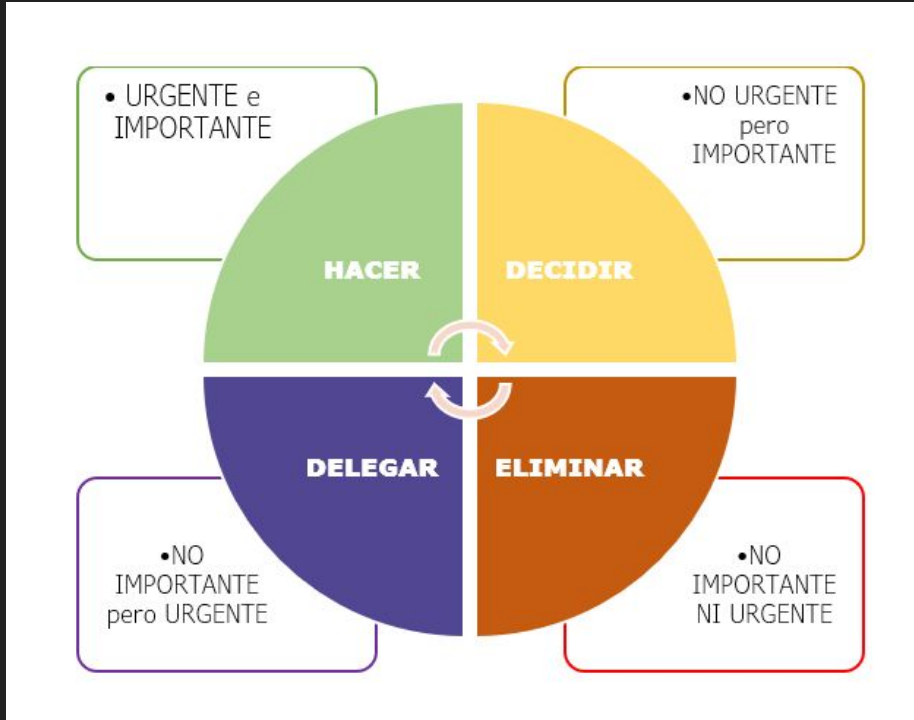 • URGENTE e
IMPORTANTE
•NO URGENTE
pero
IMPORTANTE
HACER
DECIDIR
DELEGAR
ELIMINAR
•NO
IMPORTANTE
pero URGENTE
•NO
IMPORTANTE
NI URGENTE